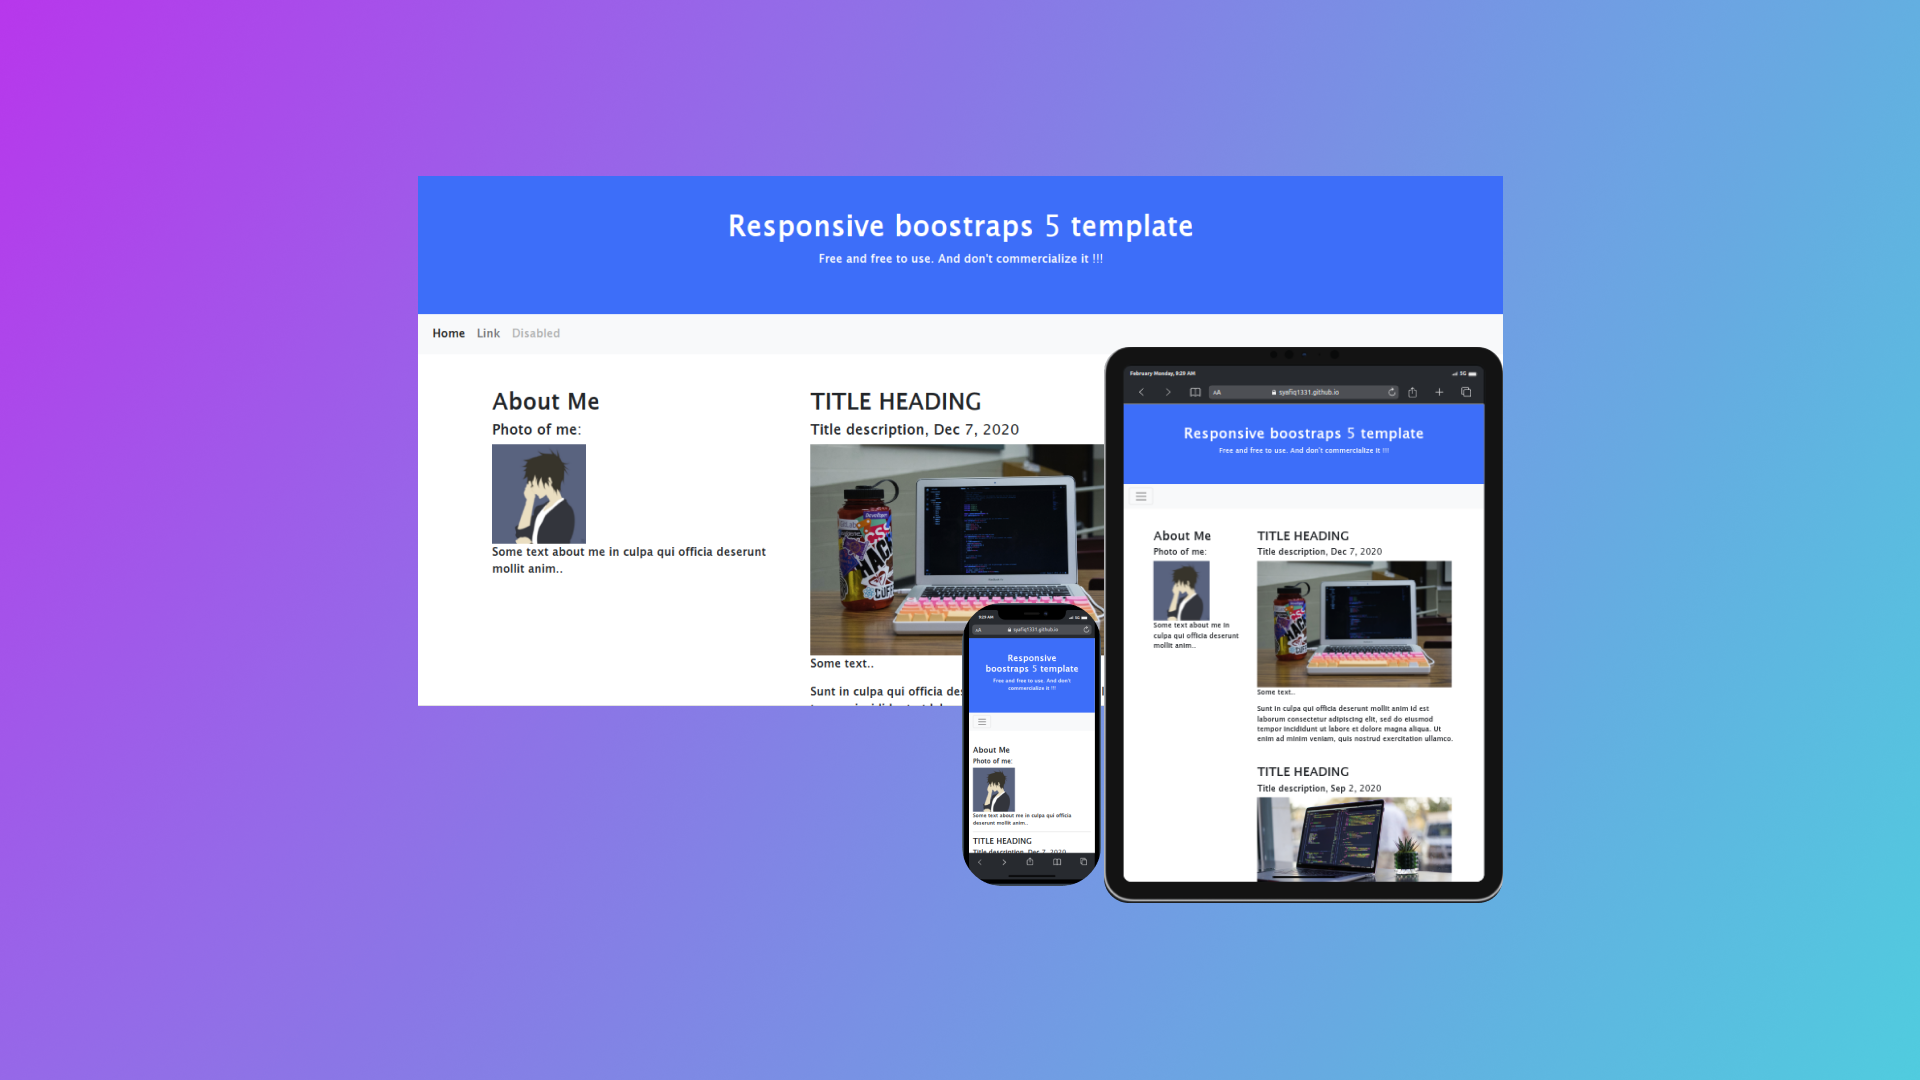 Responsive boostraps 5 template
Free and free to use. And don't commercialize it !!!
Home Link Disabled
About Me
Photo of me:
Some text about me in culpa qui officia deserunt
mollit anim..
TITLE HEADING
Title description, Dec 7, 2020
Some text..
Sunt in culpa qui officia des
9:29 AM
5G
AA syafiq1331.github.io
Responsive
boostraps 5 template
Free and free to use. And don't
commercialize it !!!
About Me
Photo of me:
Some text about me in culpa qui officia
deserunt mollit anim..
TITLE HEADING
Title description, Dec 7, 2020
February Monday, 9:29 AM
5G
AA syafiq1331.github.io
Responsive boostraps 5 template
Free and free to use. And don't commercialize it !!!
About Me
Photo of me:
Some text about me in
culpa qui officia deserunt
mollit anim..
TITLE HEADING
Title description, Dec 7, 2020
Some text..
Sunt in culpa qui officia deserunt mollit anim id est
laborum consectetur adipiscing elit, sed do eiusmod
tempor incididunt ut labore et dolore magna aliqua. Ut
enim ad minim veniam, quis nostrud exercitation ullamco.
TITLE HEADING
Title description, Sep 2, 2020